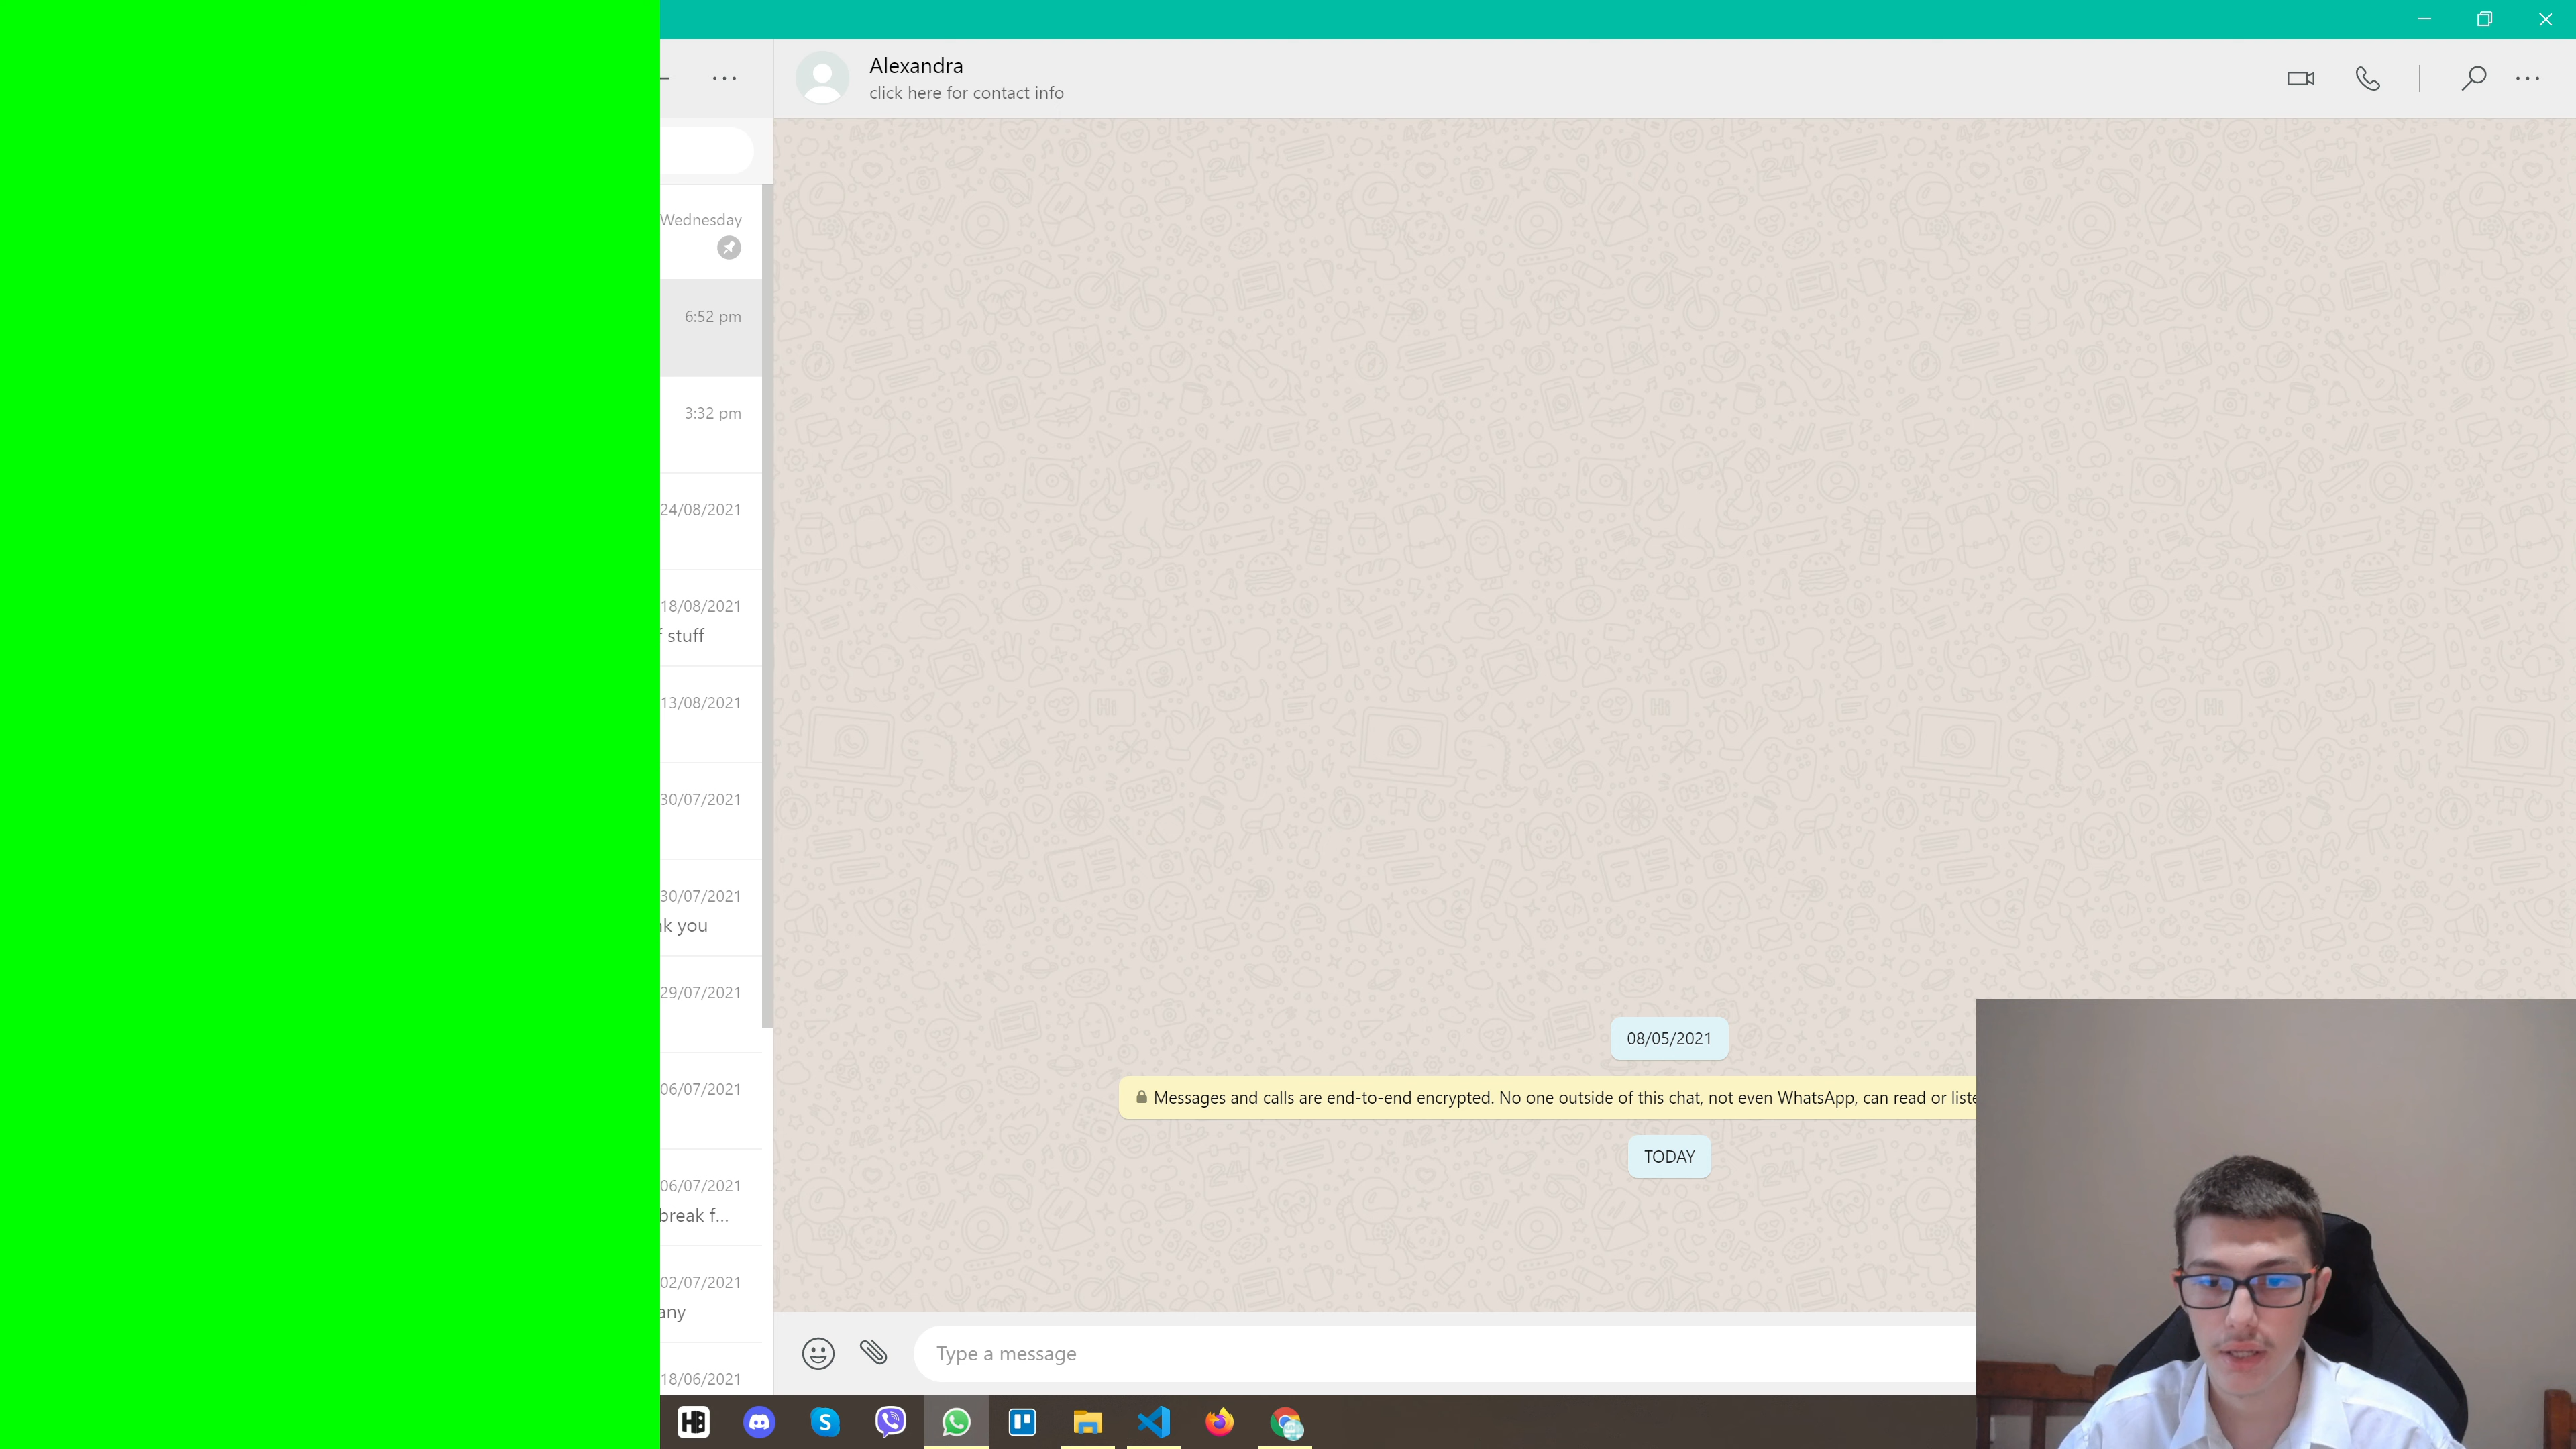 Alexandra
click here for contact info
Wednesday
6:52 pm
3:32 pm
24/08/2021
18/08/2021
stuff
13/08/2021
30/07/2021
30/07/2021
you
29/07/2021
06/07/2021
06/07/2021
break f...
02/07/2021
any
18/06/2021
08/05/2021
Messages and calls are end-to-end encrypted. No one outside of this chat, not even WhatsApp, can read or liste
TODAY
Type a message